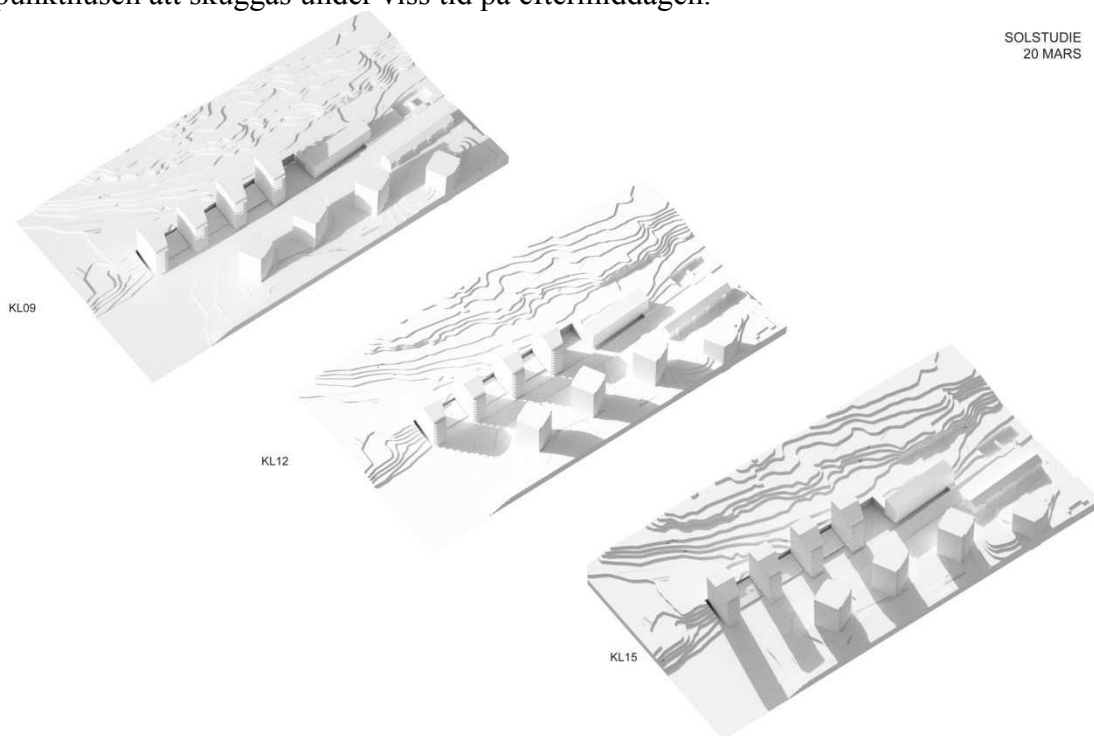 punkthusen att skuggas under viss tid på eftermiddagen.
SOLSTUDIE
20 MARS
KL09
KL12
KL15